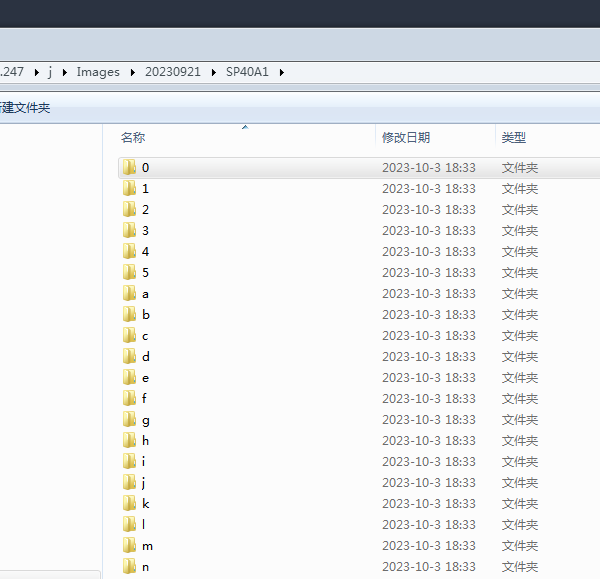 .247 ▸ j ▸ Images ▸ 20230921 ▸ SP40A1 ▸
建文件夹
名称 修改日期 类型
0 2023-10-3 18:33 文件夹
1 2023-10-3 18:33 文件夹
2 2023-10-3 18:33 文件夹
3 2023-10-3 18:33 文件夹
4 2023-10-3 18:33 文件夹
5 2023-10-3 18:33 文件夹
a 2023-10-3 18:33 文件夹
b 2023-10-3 18:33 文件夹
c 2023-10-3 18:33 文件夹
d 2023-10-3 18:33 文件夹
e 2023-10-3 18:33 文件夹
f 2023-10-3 18:33 文件夹
g 2023-10-3 18:33 文件夹
h 2023-10-3 18:33 文件夹
i 2023-10-3 18:33 文件夹
j 2023-10-3 18:33 文件夹
k 2023-10-3 18:33 文件夹
l 2023-10-3 18:33 文件夹
m 2023-10-3 18:33 文件夹
n 2023-10-3 18:33 文件夹